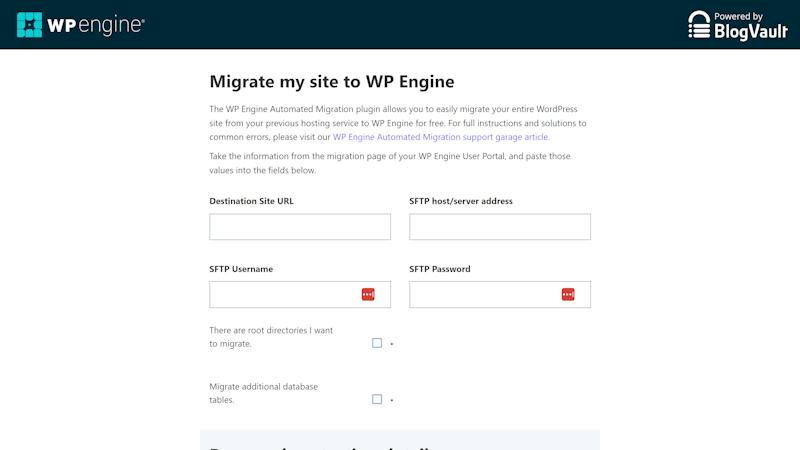 WP engine®
Powered by
BlogVault
Migrate my site to WP Engine
The WP Engine Automated Migration plugin allows you to easily migrate your entire WordPress
site from your previous hosting service to WP Engine for free. For full instructions and solutions to
common errors, please visit our WP Engine Automated Migration support garage article.
Take the information from the migration page of your WP Engine User Portal, and paste those
values into the fields below.
Destination Site URL
SFTP host/server address
SFTP Username
SFTP Password
There are root directories I want
to migrate.
Migrate additional database
tables.